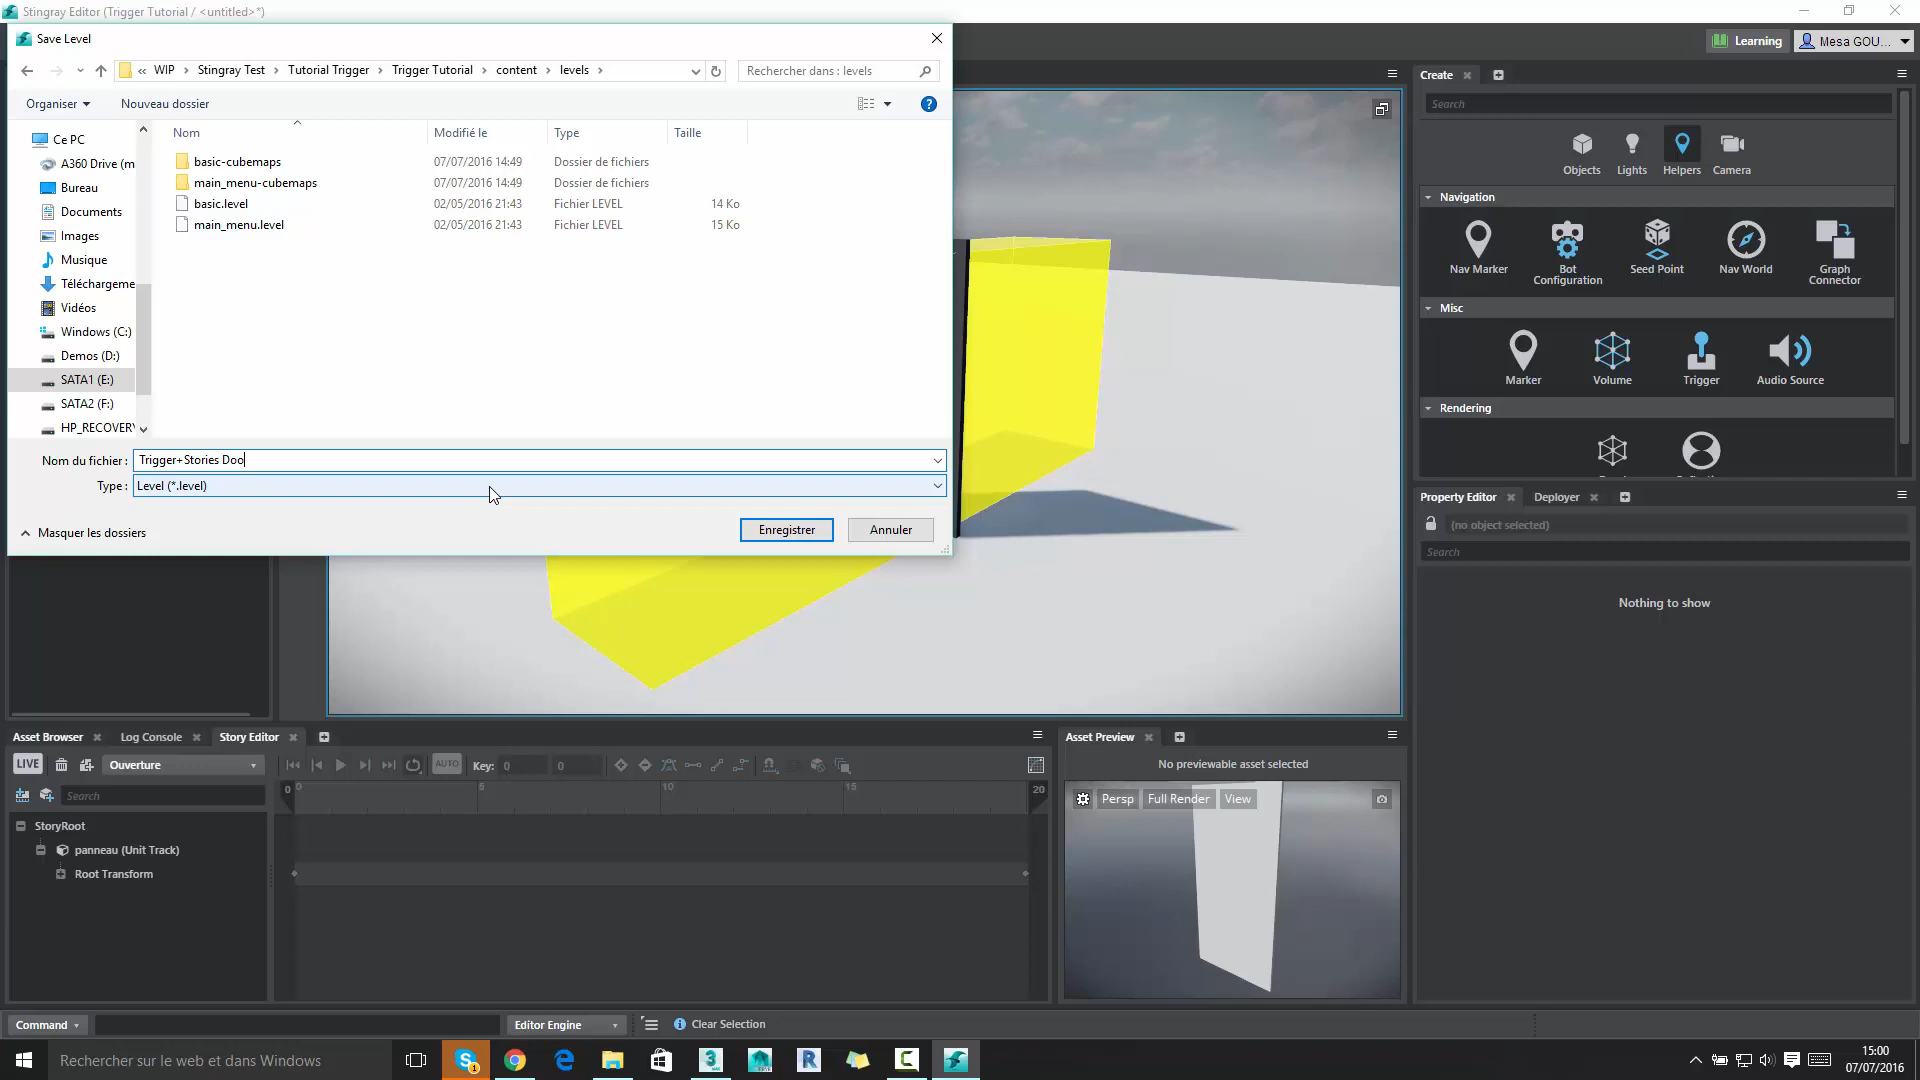 Stingray Editor (Trigger Tutorial / <untitled>*)
Save Level
« WIP > Stingray Test > Tutorial Trigger > Trigger Tutorial > content > levels >
Rechercher dans : levels
Organiser
Nouveau dossier
Nom
Modifié le
Type
Taille
Ce PC
A360 Drive (m
Bureau
Documents
Images
Musique
Téléchargeme
Vidéos
Windows (C:)
Demos (D:)
SATA1 (E:)
SATA2 (F:)
HP_RECOVERY
basic-cubemaps 07/07/2016 14:49 Dossier de fichiers
main_menu-cubemaps 07/07/2016 14:49 Dossier de fichiers
basic.level 02/05/2016 21:43 Fichier LEVEL 14 Ko
main_menu.level 02/05/2016 21:43 Fichier LEVEL 15 Ko
Nom du fichier : Trigger+Stories Doo
Type : Level (*.level)
Masquer les dossiers
Enregistrer
Annuler
Learning
Mesa GOU...
Create
Search
Objects
Lights
Helpers
Camera
Navigation
Nav Marker
Bot Configuration
Seed Point
Nav World
Graph Connector
Misc
Marker
Volume
Trigger
Audio Source
Rendering
Property Editor
Deployer
(no object selected)
Search
Nothing to show
Asset Browser
Log Console
Story Editor
LIVE
Ouverture
AUTO
Key: 0 0
Search
0 0 5 10 15 20
StoryRoot
panneau (Unit Track)
Root Transform
Asset Preview
No previewable asset selected
Persp
Full Render
View
Command
Editor Engine
Clear Selection
Rechercher sur le web et dans Windows
15:00
07/07/2016